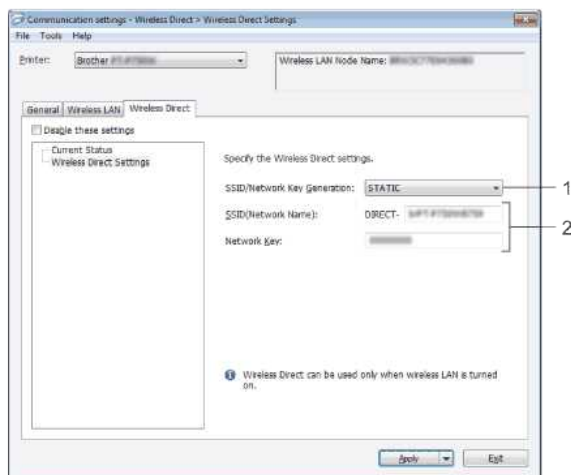 Communication settings - Wireless Direct > Wireless Direct Settings
File Tools Help
Printer: Brother
Wireless LAN Node Name:
General Wireless LAN Wireless Direct
Disable these settings
Current Status
Wireless Direct Settings
Specify the Wireless Direct settings.
SSID/Network Key Generation: STATIC 1
SSID(Network Name): DIRECT-
2
Network Key:
Wireless Direct can be used only when wireless LAN is turned
on.
Apply Exit